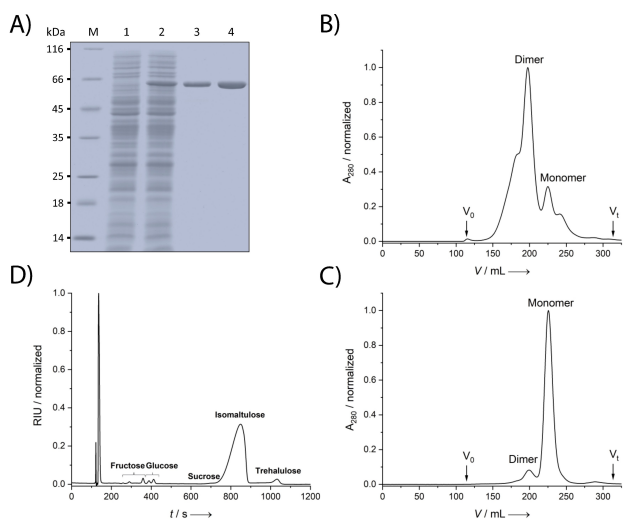 A)
kDa M 1 2 3 4
116
66
45
35
25
18
14
B)
Dimer
Monomer
V0
Vt
A280 / normalized
1.0
0.8
0.6
0.4
0.2
0.0
0 50 100 150 200 250 300
V / mL →
D)
RIU / normalized
1.0
0.8
0.6
0.4
0.2
0.0
Isomaltulose
Fructose Glucose
Sucrose
Trehalulose
0 200 400 600 800 1000 1200
t / s →
C)
Monomer
Dimer
V0
Vt
A280 / normalized
1.0
0.8
0.6
0.4
0.2
0.0
0 50 100 150 200 250 300
V / mL →